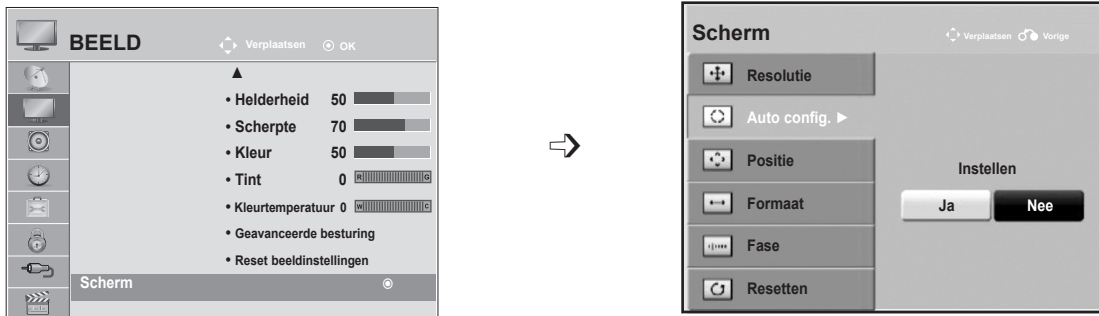 BEELD
Verplaatsen OK
▲
• Helderheid 50
• Scherpte 70
• Kleur 50
• Tint 0 R G
• Kleurtemperatuur 0 W C
• Geavanceerde besturing
• Reset beeldinstellingen
Scherm
Scherm
Verplaatsen Vorige
Resolutie
Auto config. ►
Positie
Formaat
Fase
Resetten
Instellen
Ja Nee